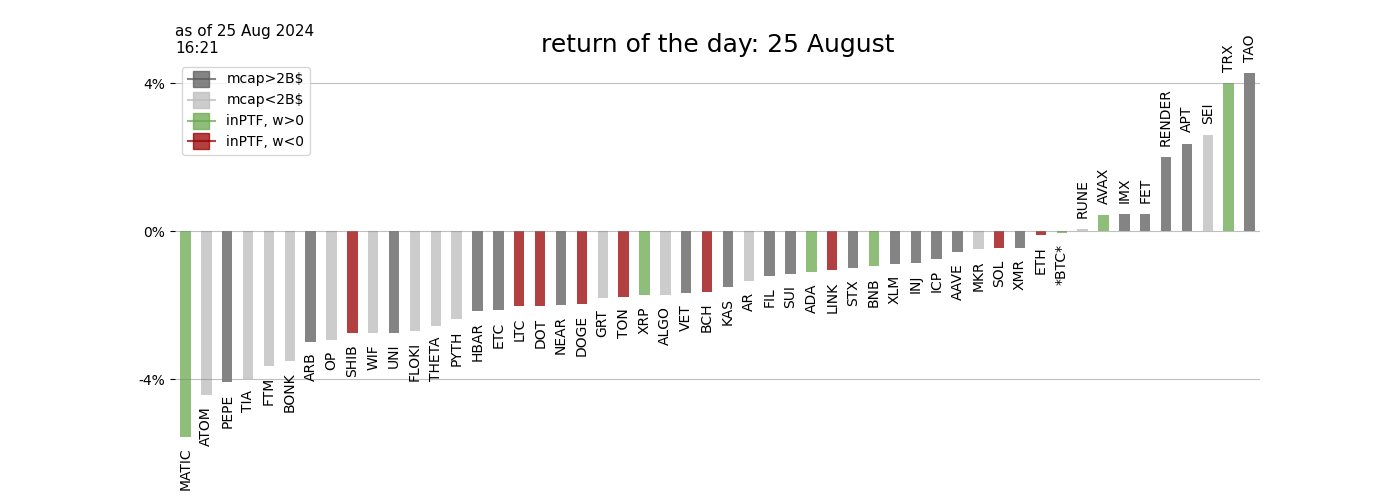 as of 25 Aug 2024
16:21
return of the day: 25 August
mcap>2B$
mcap<2B$
inPTF, w>0
inPTF, w<0
4%
0%
-4%
MATIC
ATOM
PEPE
TIA
FTM
BONK
ARB
OP
SHIB
WIF
UNI
FLOKI
THETA
PYTH
HBAR
ETC
LTC
DOT
NEAR
DOGE
GRT
TON
XRP
ALGO
VET
BCH
KAS
AR
FIL
SUI
ADA
LINK
STX
BNB
XLM
INJ
ICP
AAVE
MKR
SOL
XMR
ETH
*BTC*
RUNE
AVAX
IMX
FET
RENDER
APT
SEI
TRX
TAO